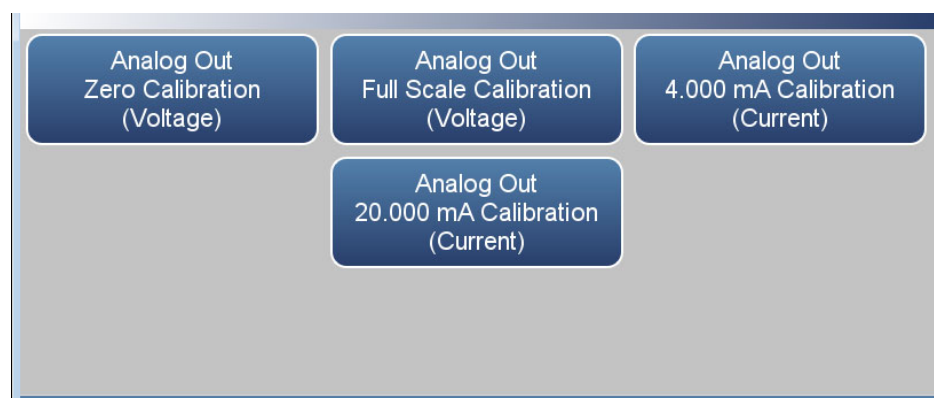 Analog Out
Zero Calibration
(Voltage)
Analog Out
Full Scale Calibration
(Voltage)
Analog Out
4.000 mA Calibration
(Current)
Analog Out
20.000 mA Calibration
(Current)